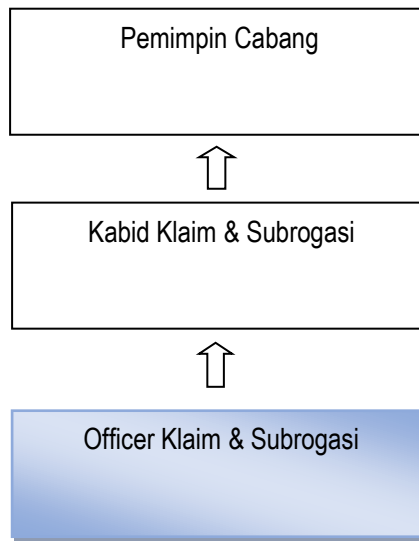 Pemimpin Cabang
Kabid Klaim & Subrogasi
Officer Klaim & Subrogasi